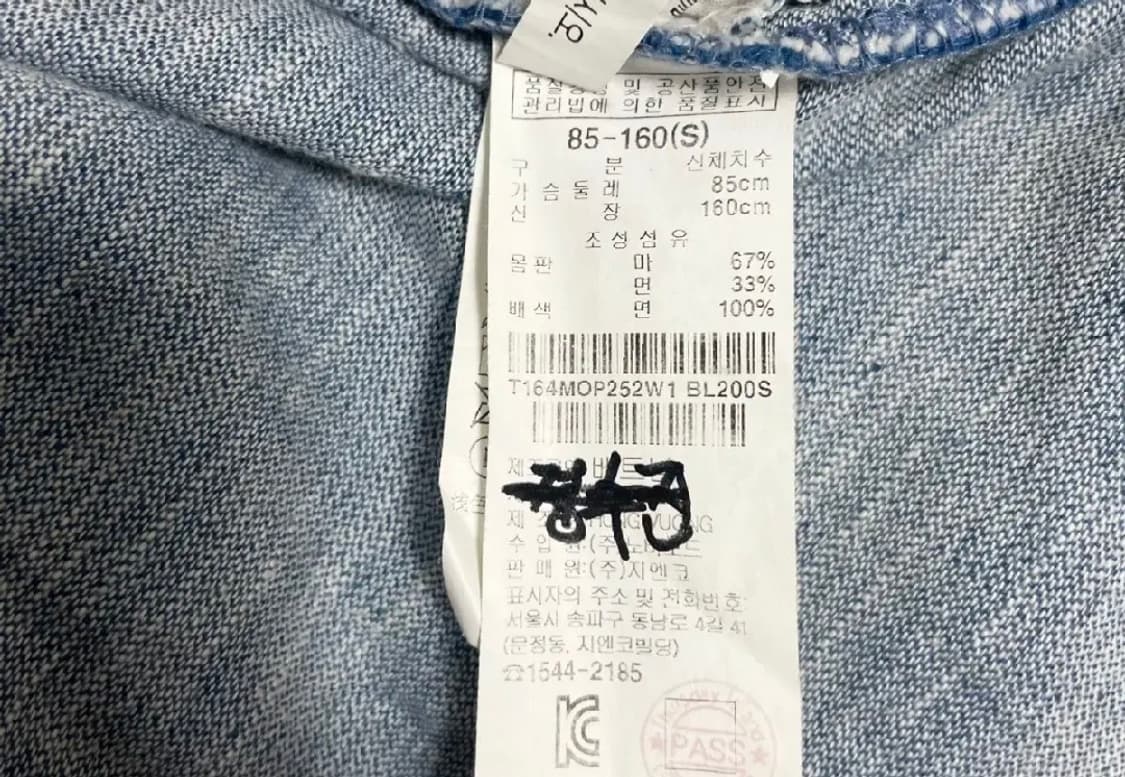 품질경영 및 공산품안전
관리법에 의한 품질표시
85-160(S)
구 분 신체치수
가슴둘레 85cm
신 장 160cm
조성섬유
몸판 마 67%
면 33%
배색 면 100%
T164MOP252W1 BL200S
판매원:(주)지엔코
표시자의 주소 및 전화번호:
서울시 송파구 동남로 4길 41
(문정동, 지엔코빌딩)
☎1544-2185
PASS